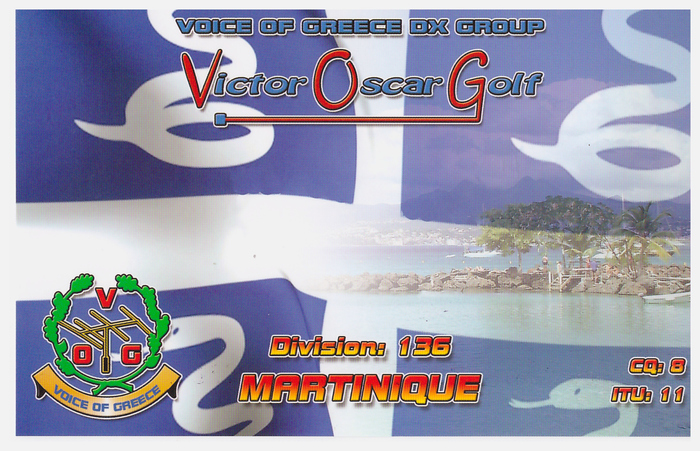 VOICE OF GREECE DX GROUP
Victor Oscar Golf
V
O G
VOICE OF GREECE
Division: 136
MARTINIQUE
CQ: 8
ITU: 11